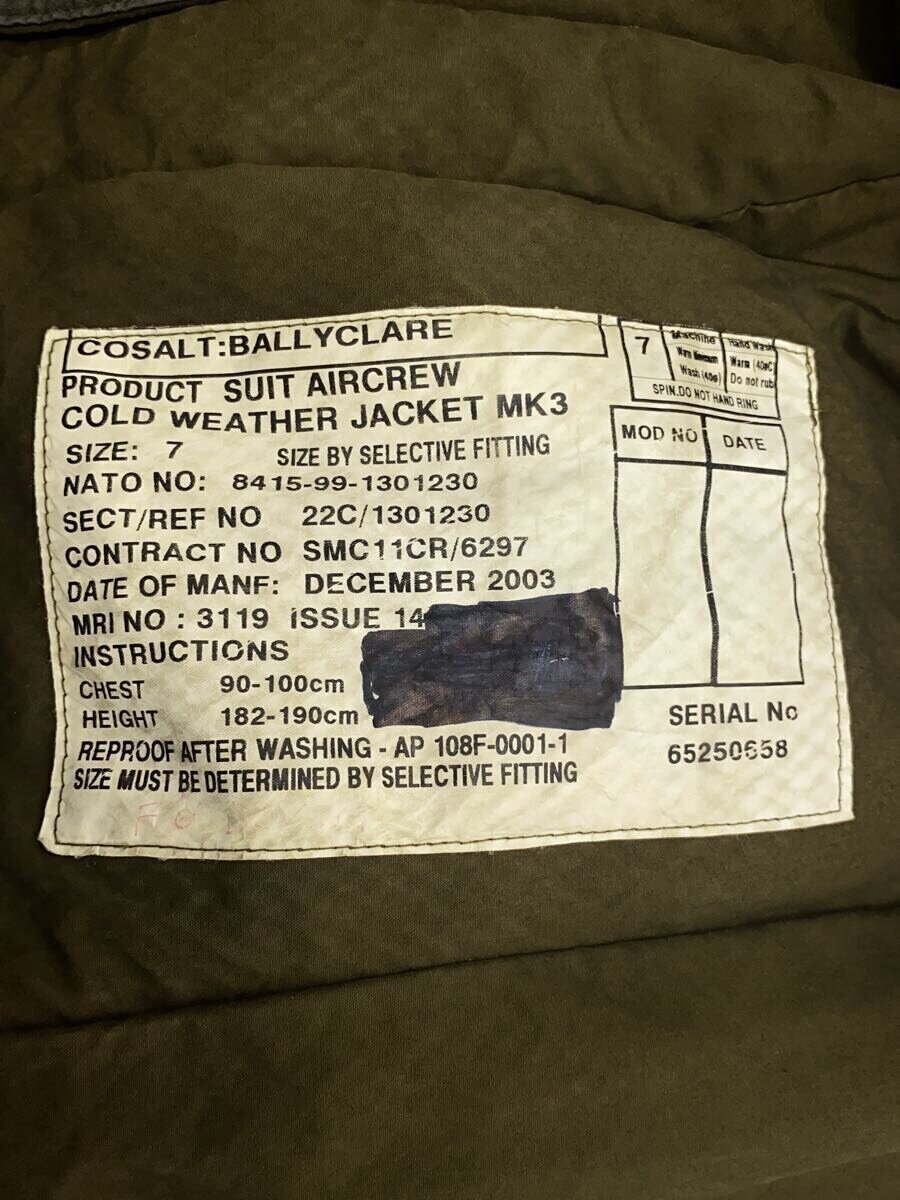 COSALT:BALLYCLARE
PRODUCT SUIT AIRCREW
COLD WEATHER JACKET MK3
SIZE: 7 SIZE BY SELECTIVE FITTING
NATO NO: 8415-99-1301230
SECT/REF NO 22C/1301230
CONTRACT NO SMC11CR/6297
DATE OF MANF: DECEMBER 2003
MRI NO : 3119 ISSUE 14
INSTRUCTIONS
CHEST 90-100cm
HEIGHT 182-190cm
REPROOF AFTER WASHING - AP 108F-0001-1
SIZE MUST BE DETERMINED BY SELECTIVE FITTING
7
Machine
Warm
Wash (40o)
Hand Wash
Warm (40oC
Do not rub
SPIN.DO NOT HAND RING
MOD NO DATE
SERIAL No
65250658